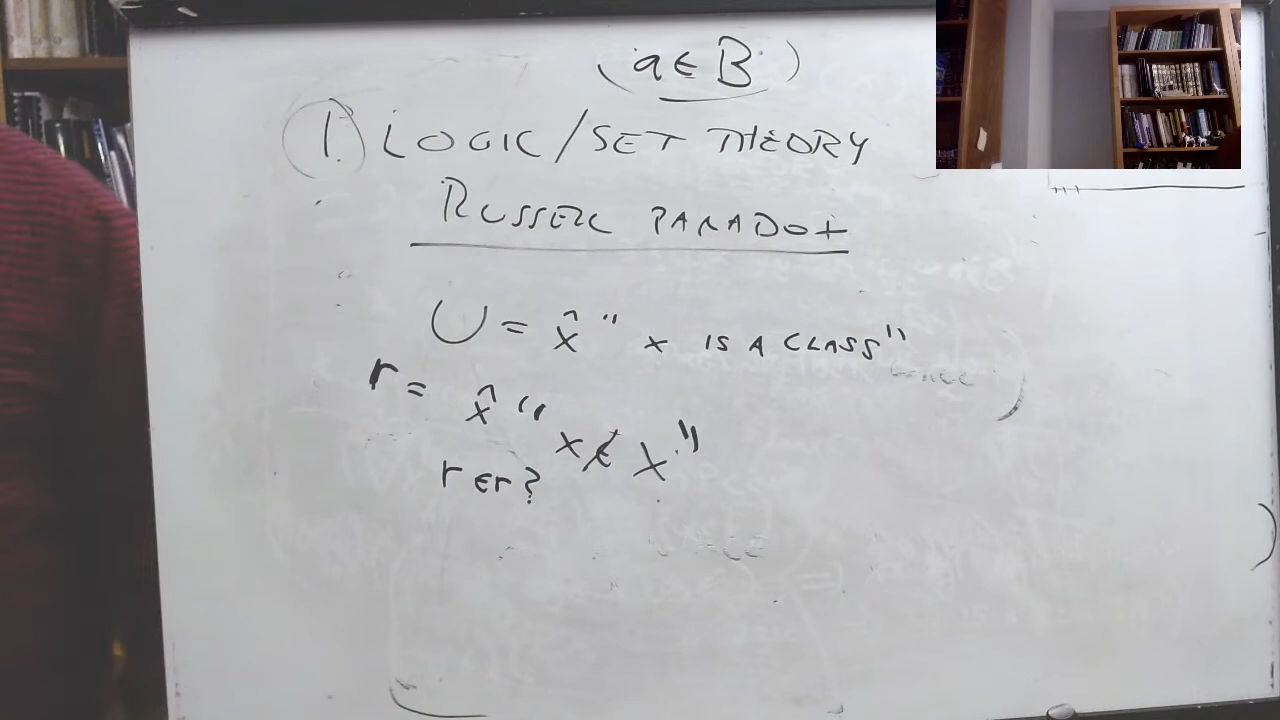 (a ∈ B)
1.) LOGIC/SET THEORY
RUSSELL PARADOX
U = x̂ " x IS A CLASS"
r = x̂ " x ∉ x"
r ∈ r?